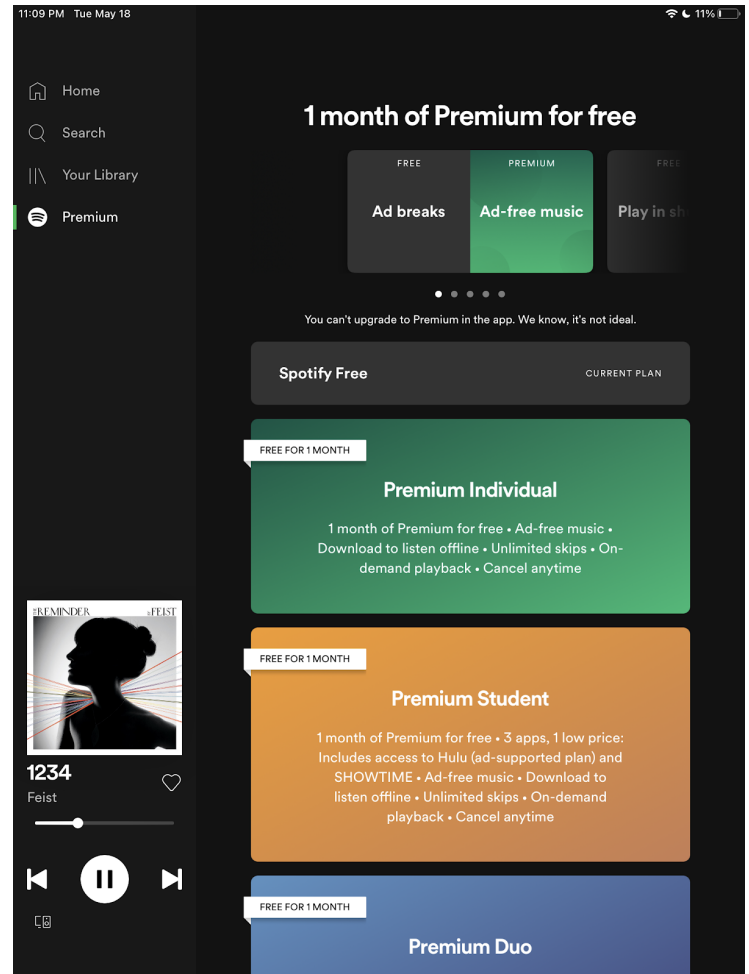 11:09 PM Tue May 18
11%
Home
Search
Your Library
Premium
1 month of Premium for free
FREE
Ad breaks
PREMIUM
Ad-free music
FREE
Play in
You can't upgrade to Premium in the app. We know, it's not ideal.
Spotify Free
CURRENT PLAN
FREE FOR 1 MONTH
Premium Individual
1 month of Premium for free • Ad-free music •
Download to listen offline • Unlimited skips • On-
demand playback • Cancel anytime
FREE FOR 1 MONTH
Premium Student
1 month of Premium for free • 3 apps, 1 low price:
Includes access to Hulu (ad-supported plan) and
SHOWTIME • Ad-free music • Download to
listen offline • Unlimited skips • On-demand
playback • Cancel anytime
FREE FOR 1 MONTH
Premium Duo
THE REMINDER
FEIST
1234
Feist